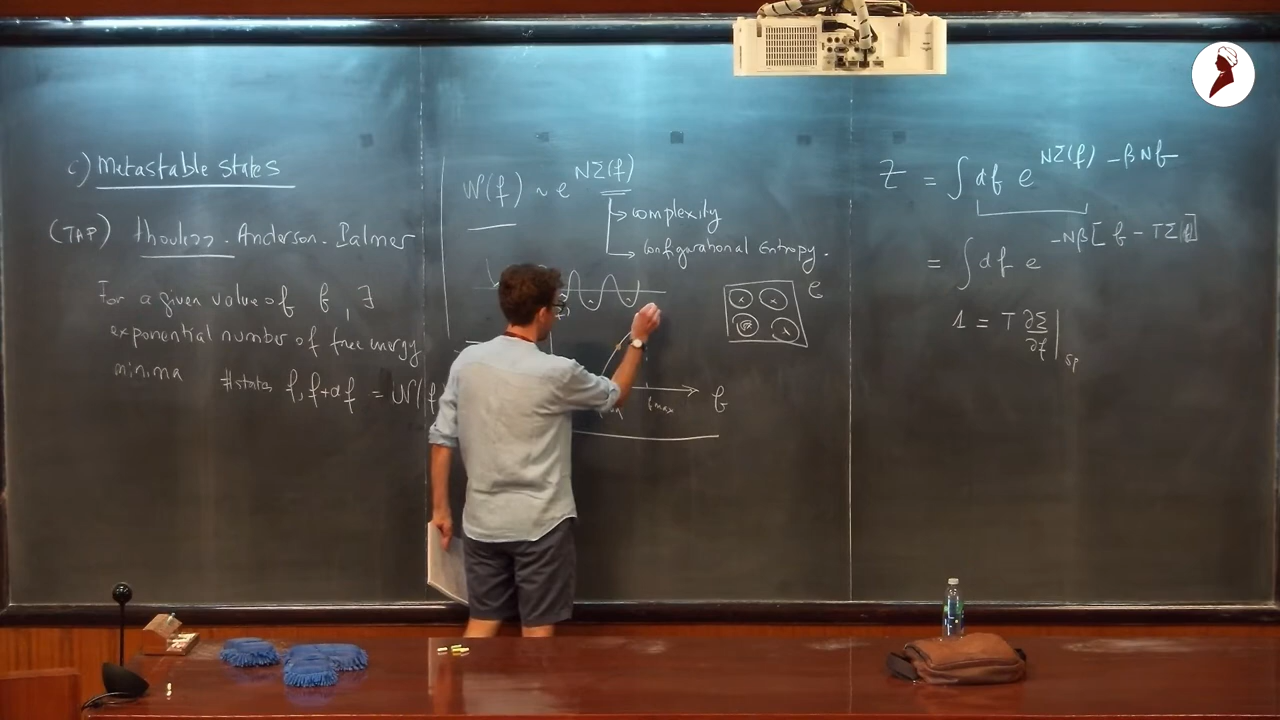 c) Metastable states
(TAP) Thouless. Anderson. Palmer
For a given value of f, ∃
exponential number of free energy
minima #states f, f+df = N(f
N(f) ~ e^{NΣ(f)}
→ complexity
→ Configurational Entropy.
e
f_max
f
Z = ∫ df e^{NΣ(f) - βNf}
= ∫ df e^{-Nβ[f - TΣ]}
1 = T ∂Σ/∂f |_{sp}